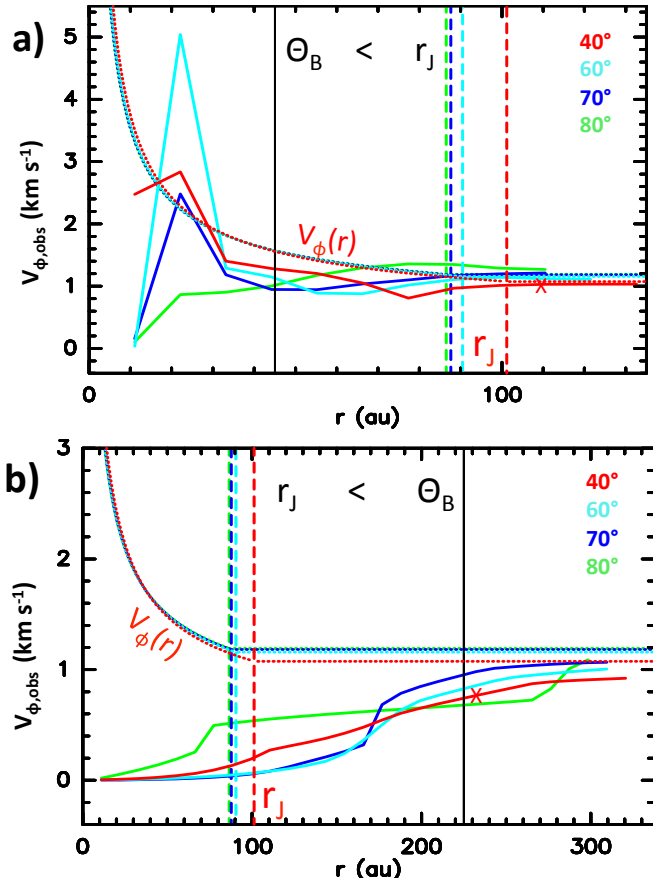 a)
Θ_B < r_J
40°
60°
70°
80°
V_ϕ(r)
r_J
X
V_ϕ,obs (km s⁻¹)
5
4
3
2
1
0
0 100
r (au)
b)
r_J < Θ_B
40°
60°
70°
80°
V_ϕ(r)
X
r_J
V_ϕ,obs (km s⁻¹)
3
2
1
0
0 100 200 300
r (au)